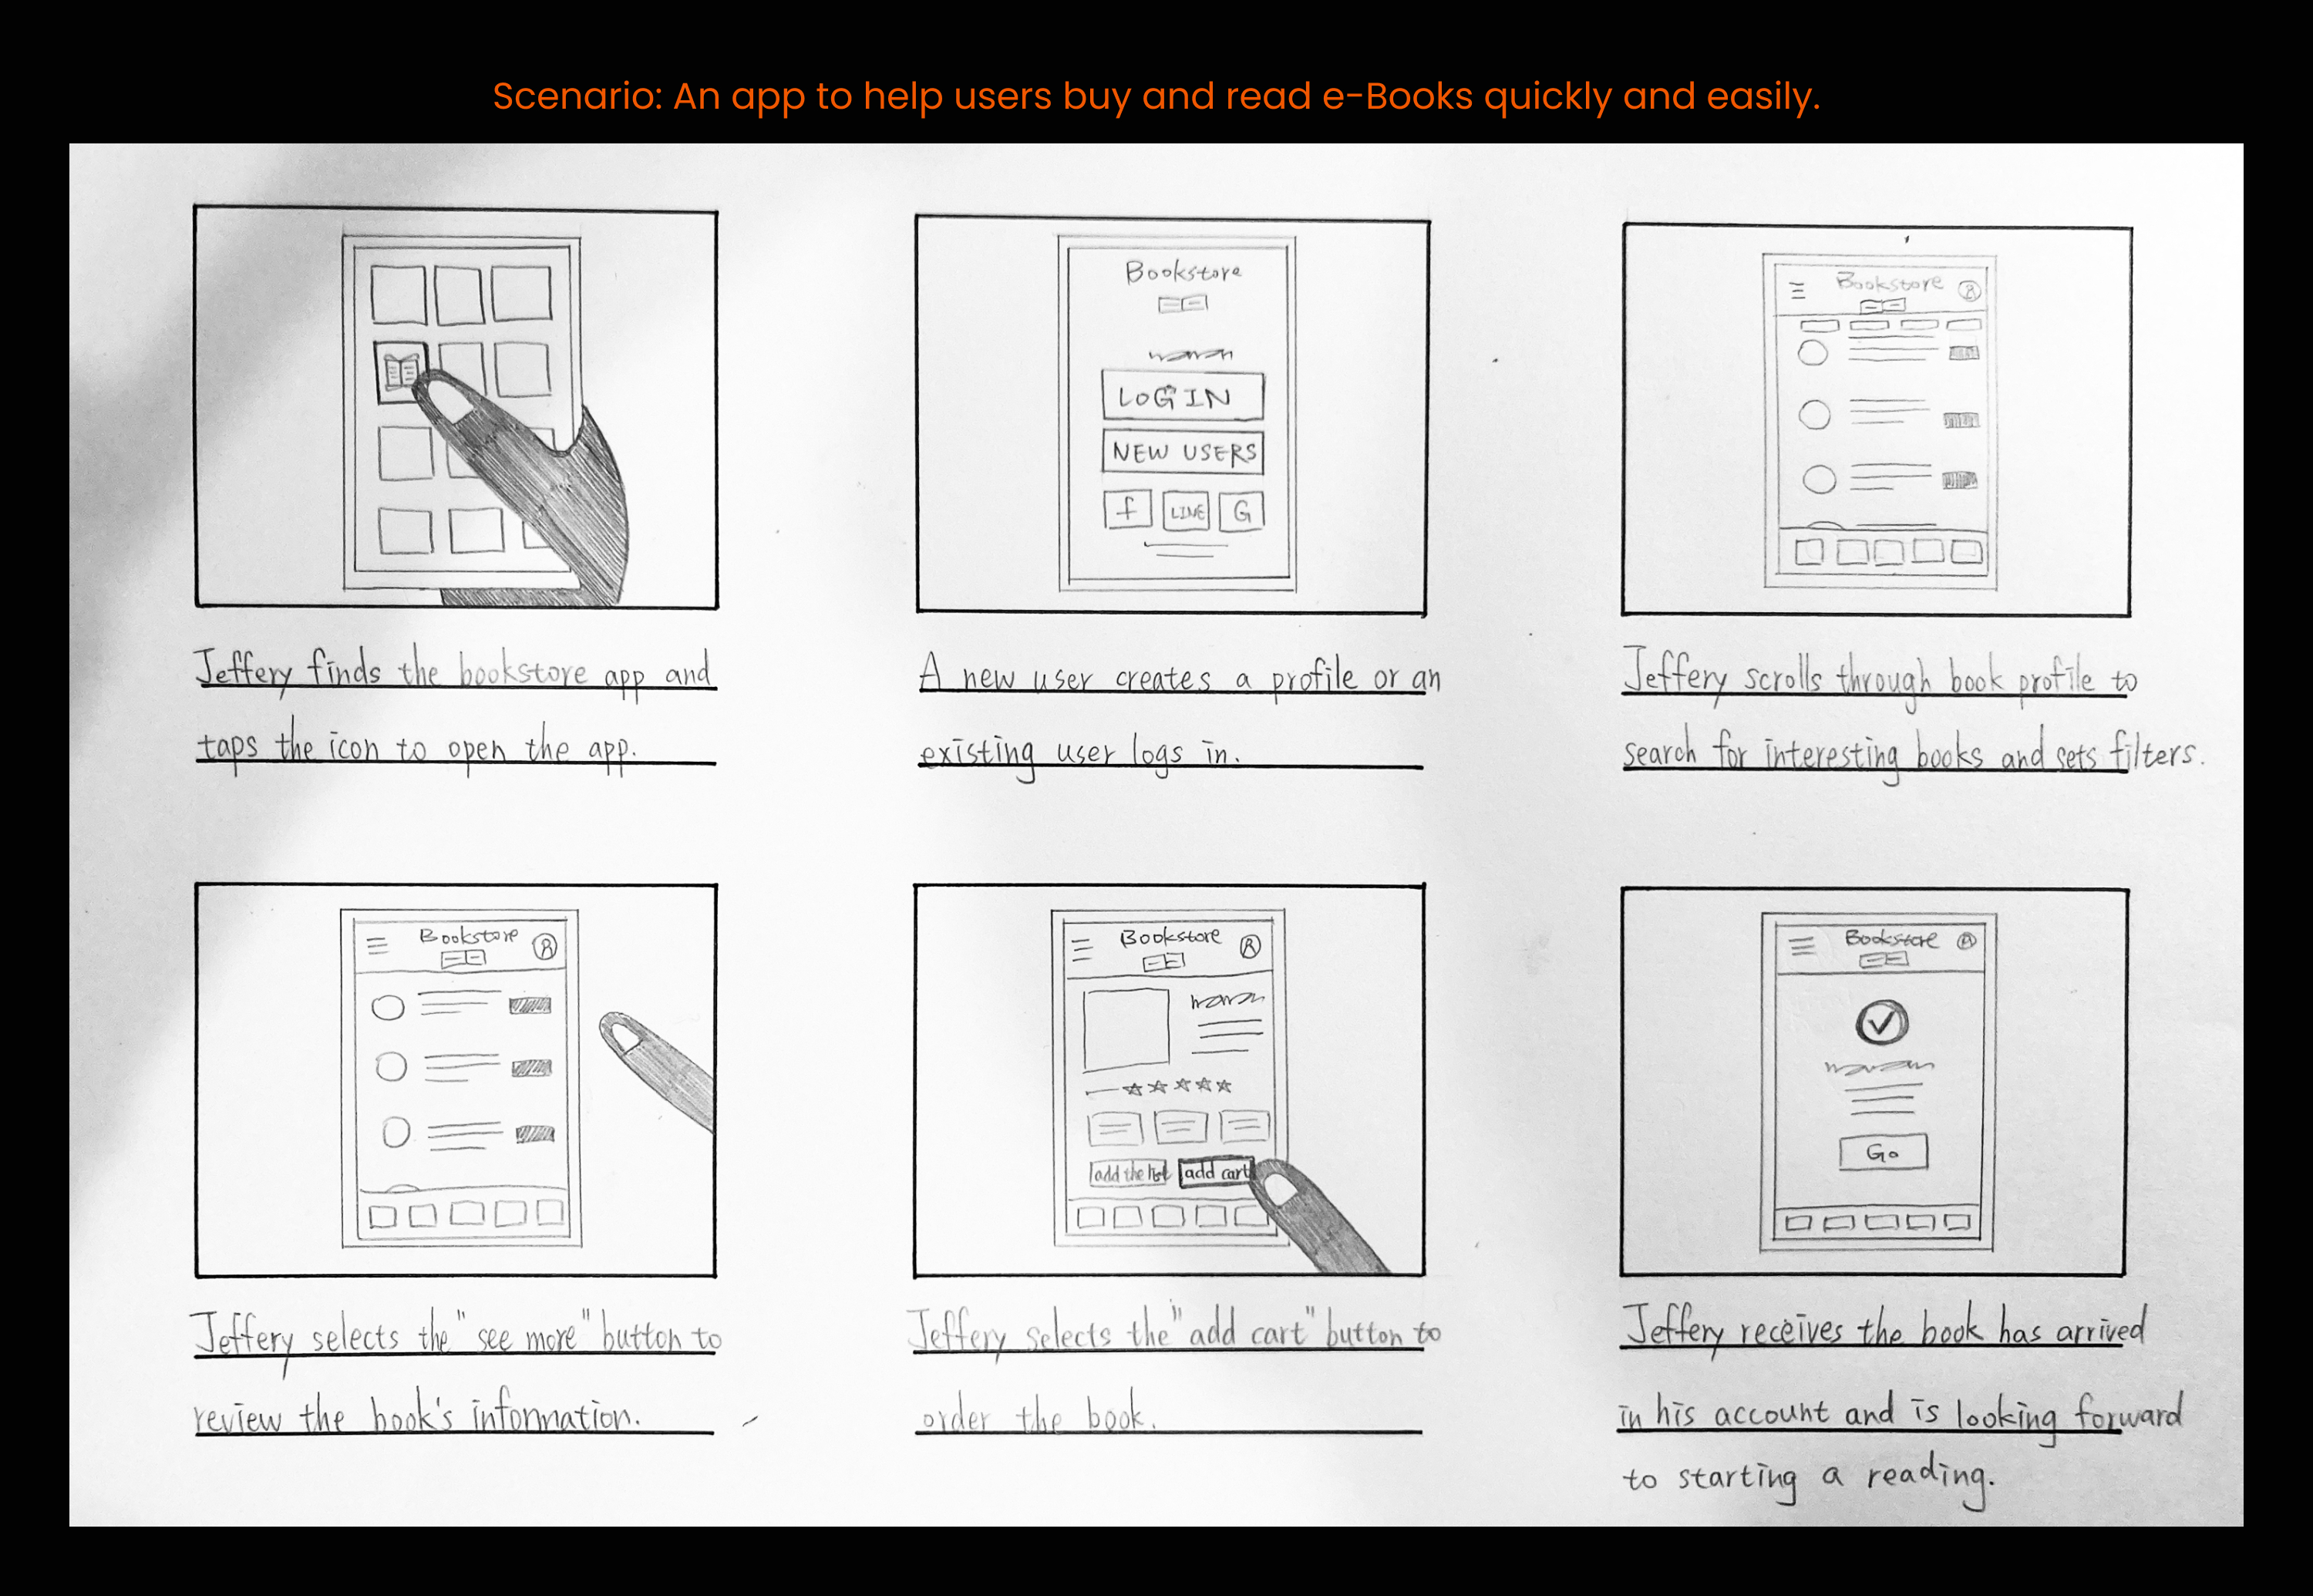 Scenario: An app to help users buy and read e-Books quickly and easily.
Jeffery finds the bookstore app and
taps the icon to open the app.
Bookstore
LOGIN
NEW USERS
f LINE G
A new user creates a profile or an
existing user logs in.
Bookstore
Jeffery scrolls through book profile to
search for interesting books and sets filters.
Bookstore
Jeffery selects the "see more" button to
review the book's information.
Bookstore
add the list add cart
Jeffery selects the "add cart" button to
order the book.
Bookstore
Go
Jeffery receives the book has arrived
in his account and is looking forward
to starting a reading.